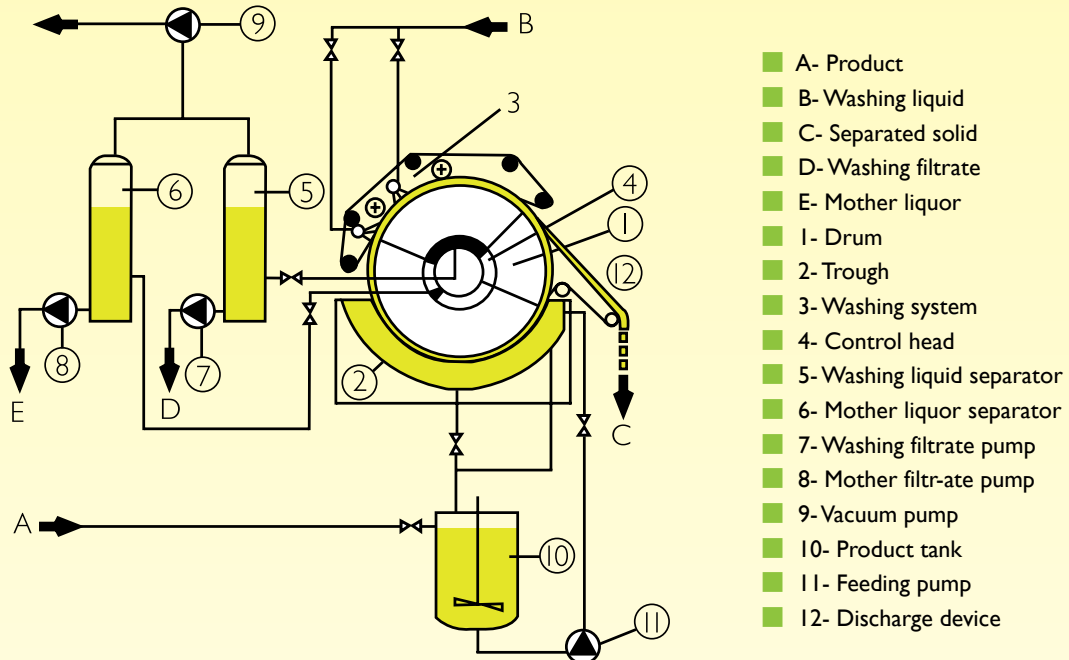 9
B
3
6
5
4
1
12
2
8
7
E
D
C
A
10
11
A- Product
B- Washing liquid
C- Separated solid
D- Washing filtrate
E- Mother liquor
1- Drum
2- Trough
3- Washing system
4- Control head
5- Washing liquid separator
6- Mother liquor separator
7- Washing filtrate pump
8- Mother filtr-ate pump
9- Vacuum pump
10- Product tank
11- Feeding pump
12- Discharge device